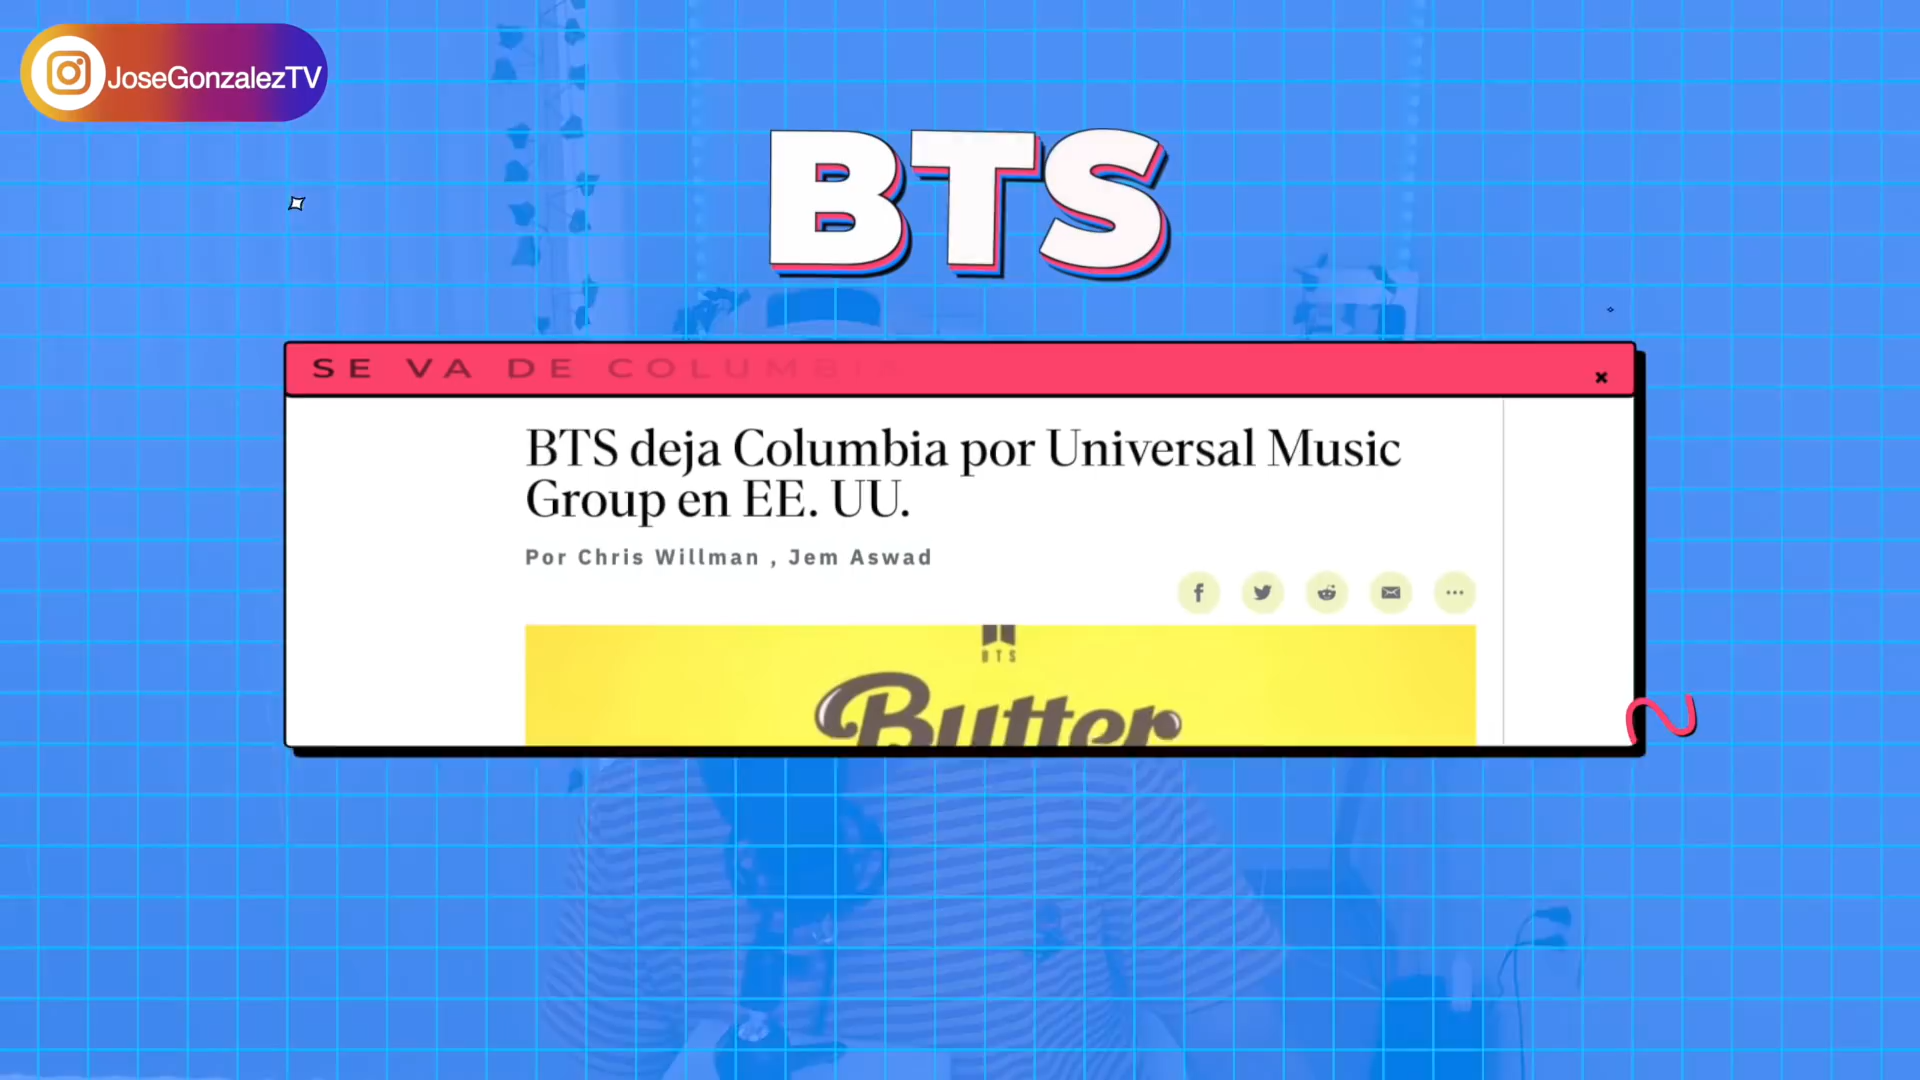 JoseGonzalezTV
BTS
SE VA DE COLUMBIA
BTS deja Columbia por Universal Music
Group en EE. UU.
Por Chris Willman , Jem Aswad
BTS
Butter